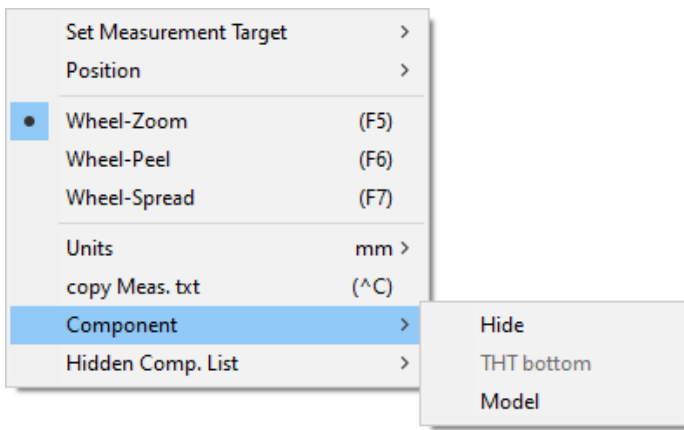 Set Measurement Target >
Position >
Wheel-Zoom (F5)
Wheel-Peel (F6)
Wheel-Spread (F7)
Units mm >
copy Meas. txt (^C)
Component >
Hidden Comp. List >
Hide
THT bottom
Model